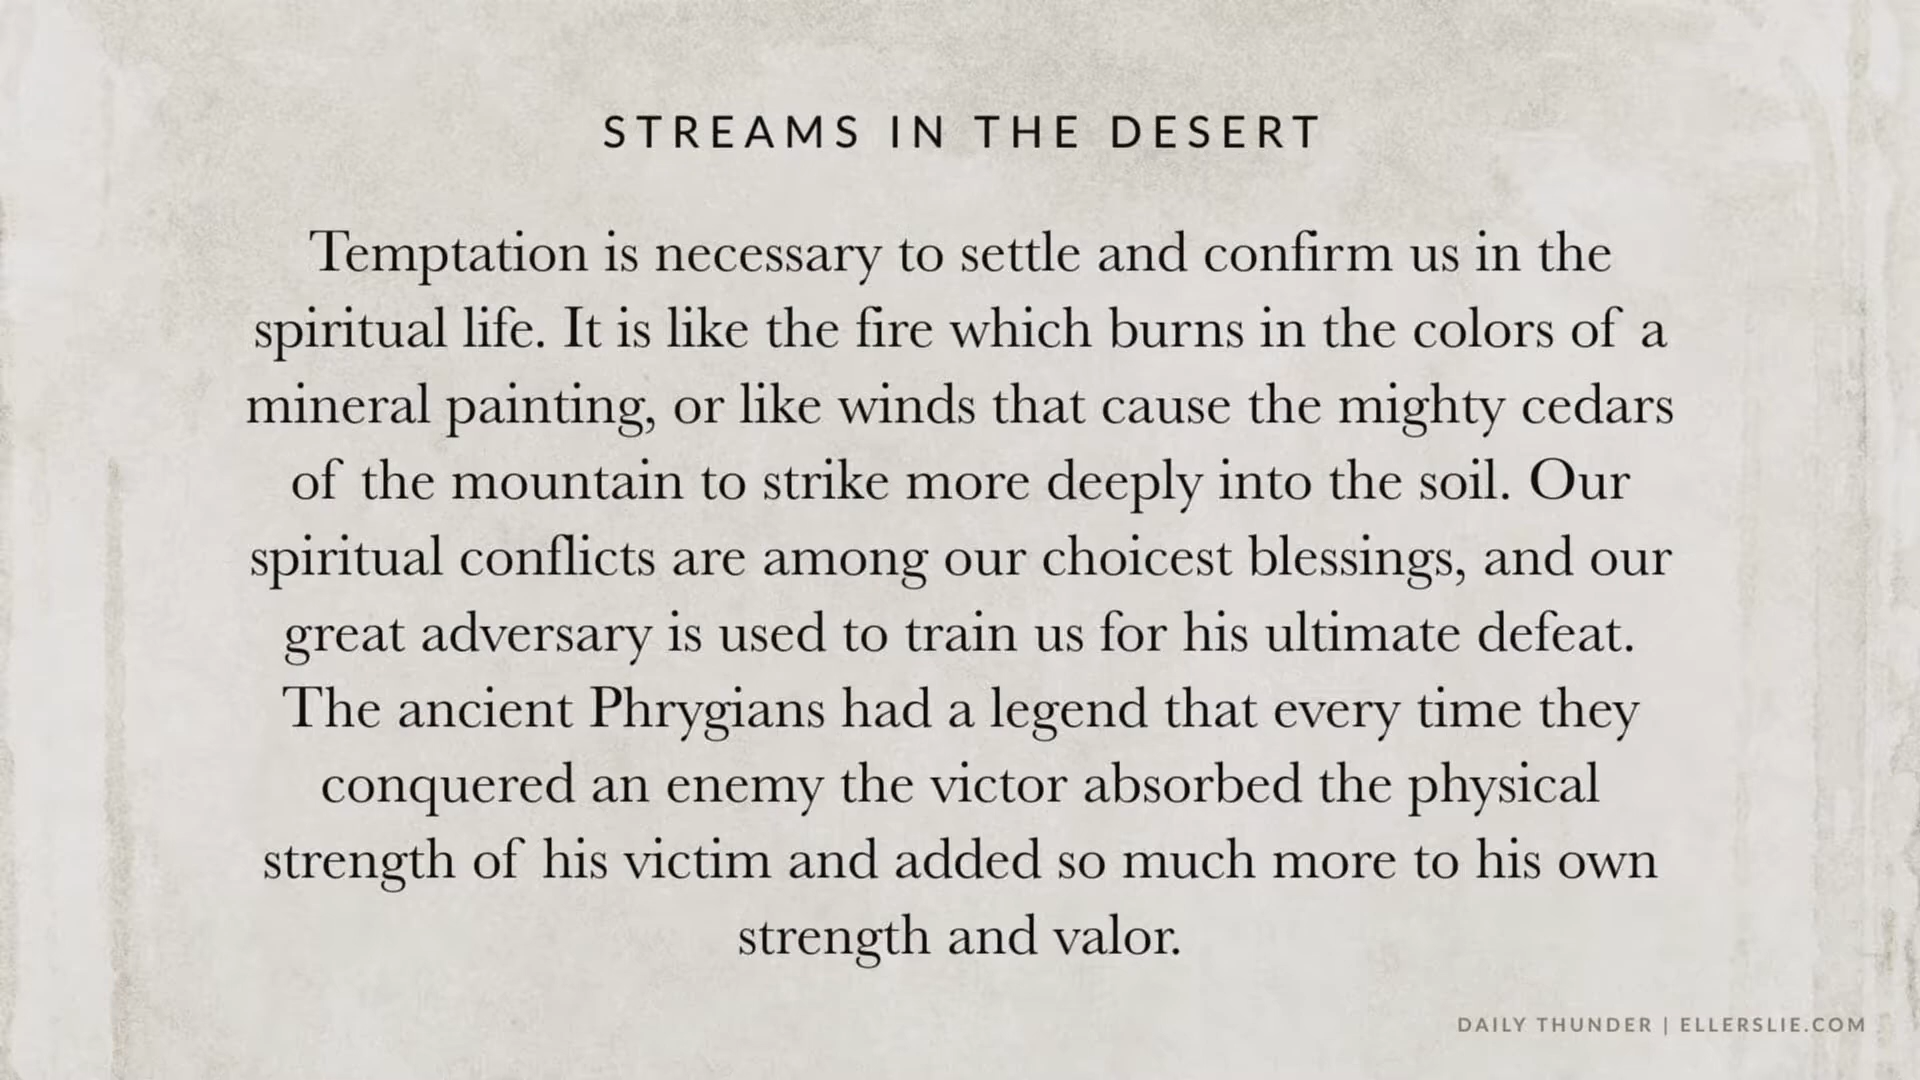 STREAMS IN THE DESERT
Temptation is necessary to settle and confirm us in the
spiritual life. It is like the fire which burns in the colors of a
mineral painting, or like winds that cause the mighty cedars
of the mountain to strike more deeply into the soil. Our
spiritual conflicts are among our choicest blessings, and our
great adversary is used to train us for his ultimate defeat.
The ancient Phrygians had a legend that every time they
conquered an enemy the victor absorbed the physical
strength of his victim and added so much more to his own
strength and valor.
DAILY THUNDER | ELLERSLIE.COM